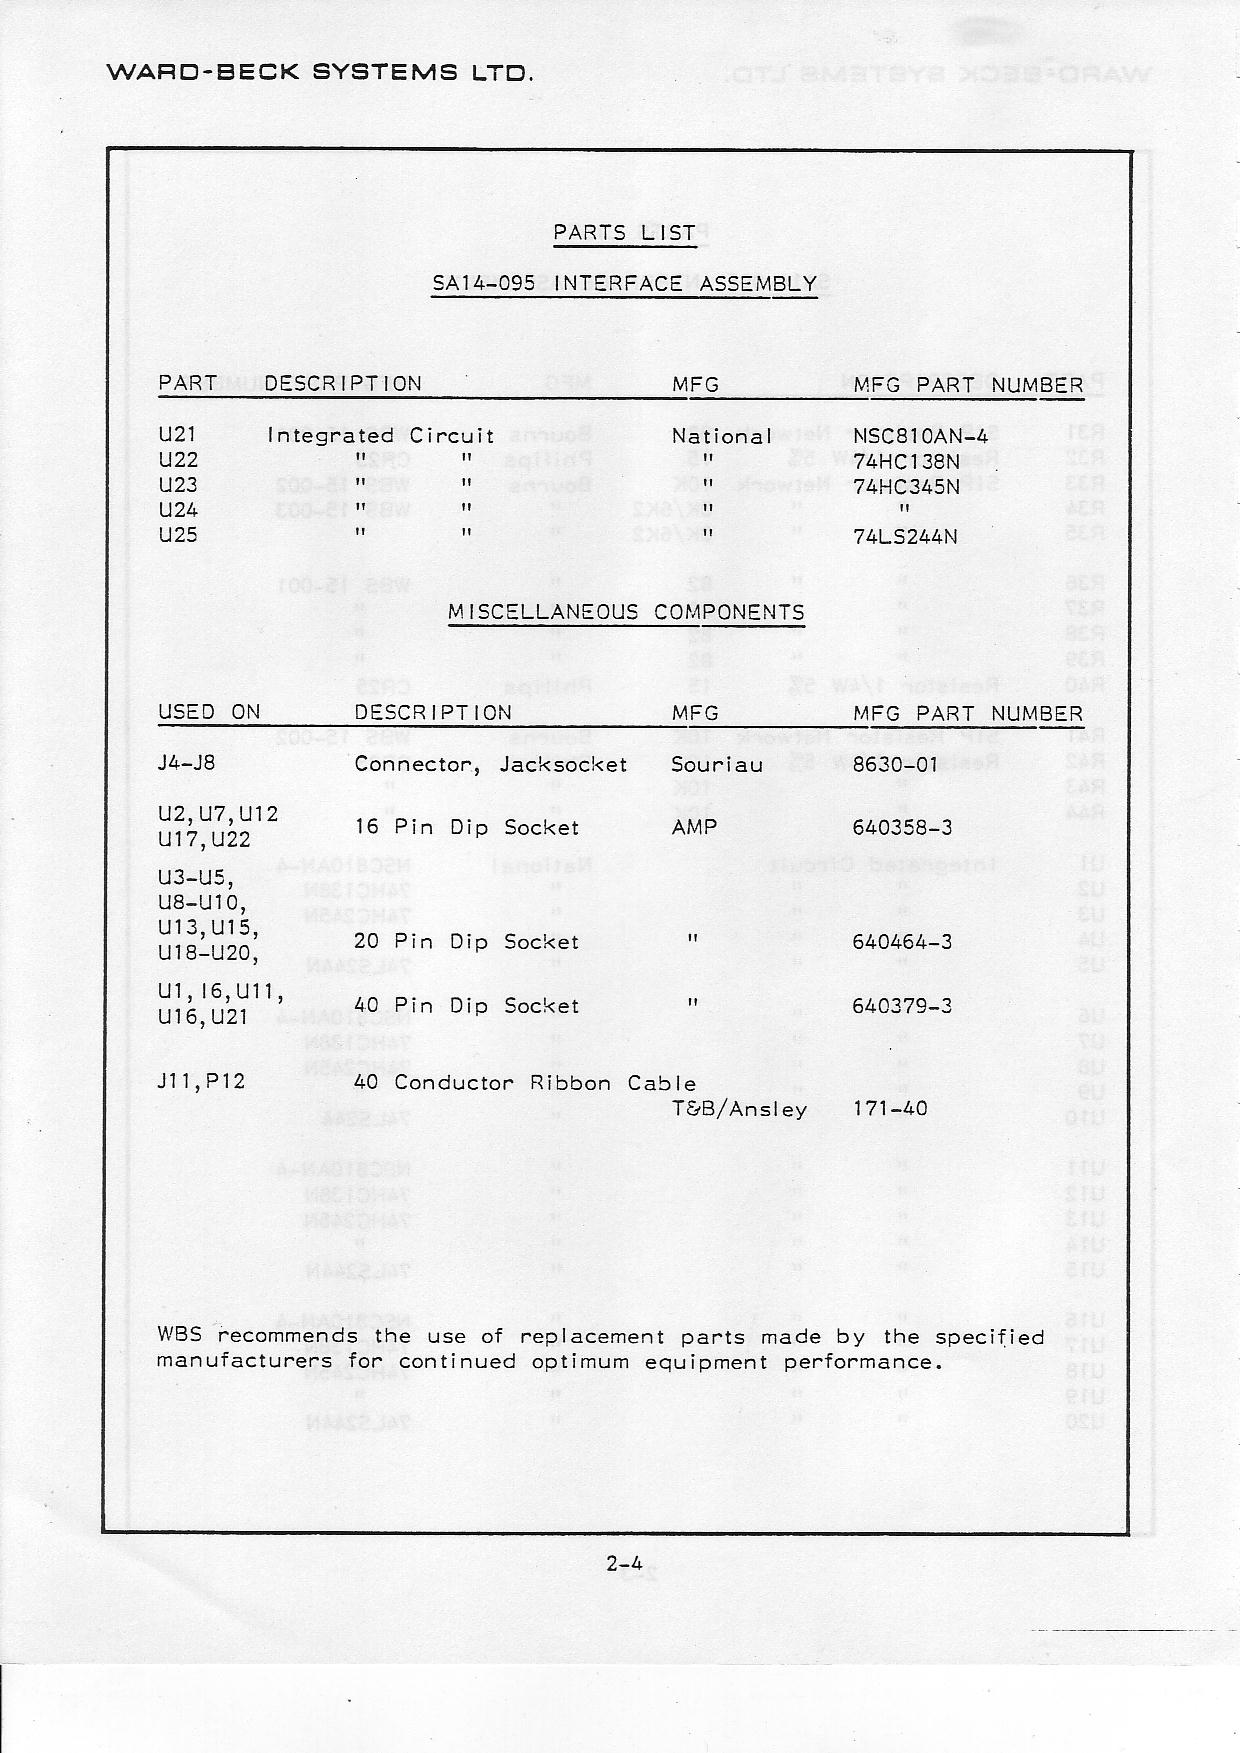 WARD-BECK SYSTEMS LTD.
PARTS LIST
SA14-095 INTERFACE ASSEMBLY
PART DESCRIPTION MFG MFG PART NUMBER
U21 Integrated Circuit National NSC810AN-4
U22 " " " 74HC138N
U23 " " " 74HC345N
U24 " " " "
U25 " " " 74LS244N
MISCELLANEOUS COMPONENTS
USED ON DESCRIPTION MFG MFG PART NUMBER
J4-J8 Connector, Jacksocket Souriau 8630-01
U2,U7,U12
U17,U22 16 Pin Dip Socket AMP 640358-3
U3-U5,
U8-U10,
U13,U15,
U18-U20, 20 Pin Dip Socket " 640464-3
U1,I6,U11,
U16,U21 40 Pin Dip Socket " 640379-3
J11,P12 40 Conductor Ribbon Cable
T&B/Ansley 171-40
WBS recommends the use of replacement parts made by the specified
manufacturers for continued optimum equipment performance.
2-4